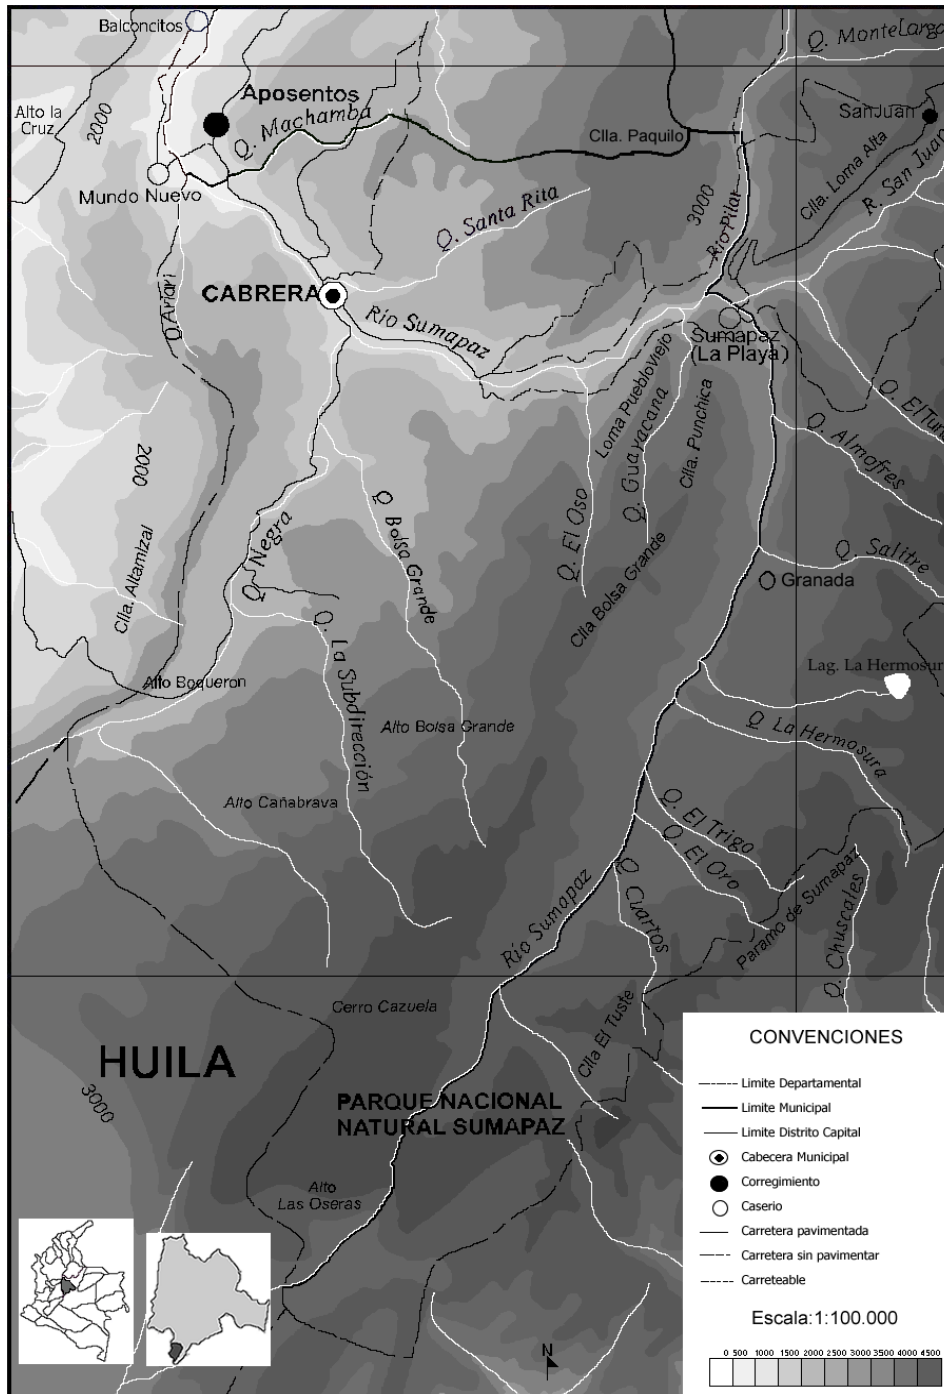 Balconcitos
Q. MonteLarga
Alto la
Cruz
2000
Aposentos
Q. Machamba
Clla. Paquilo
SanJuan
Clla. Loma Alta
R. San Juan
Mundo Nuevo
3000
Río Pilar
Q. Santa Rita
Q. Ariari
CABRERA
Río Sumapaz
Sumapaz
(La Playa)
Loma Puebloviejo
Q. Guayacana
Clla. Punchica
Q. El Tun
Q. Almofres
2000
Q. Negra
Q. Bolsa Grande
Q. El Oso
Clla Bolsa Grande
Q. Salitre
Granada
Clla. Altamizal
Q. La Subdirección
Alto Boqueron
Lag. La Hermosur
Alto Bolsa Grande
Q. La Hermosura
Alto Cañabrava
Q. El Trigo
Q. El Oro
Q. Cuartos
Río Sumapaz
Paramo de Sumapaz
Q. Chuscales
Cerro Cazuela
Clla El Tuste
HUILA
3000
PARQUE NACIONAL
NATURAL SUMAPAZ
Alto
Las Oseras
N
CONVENCIONES
Limite Departamental
Limite Municipal
Limite Distrito Capital
Cabecera Municipal
Corregimiento
Caserio
Carretera pavimentada
Carretera sin pavimentar
Carreteable
Escala:1:100.000
0 500 1000 1500 2000 2500 3000 3500 4000 4500